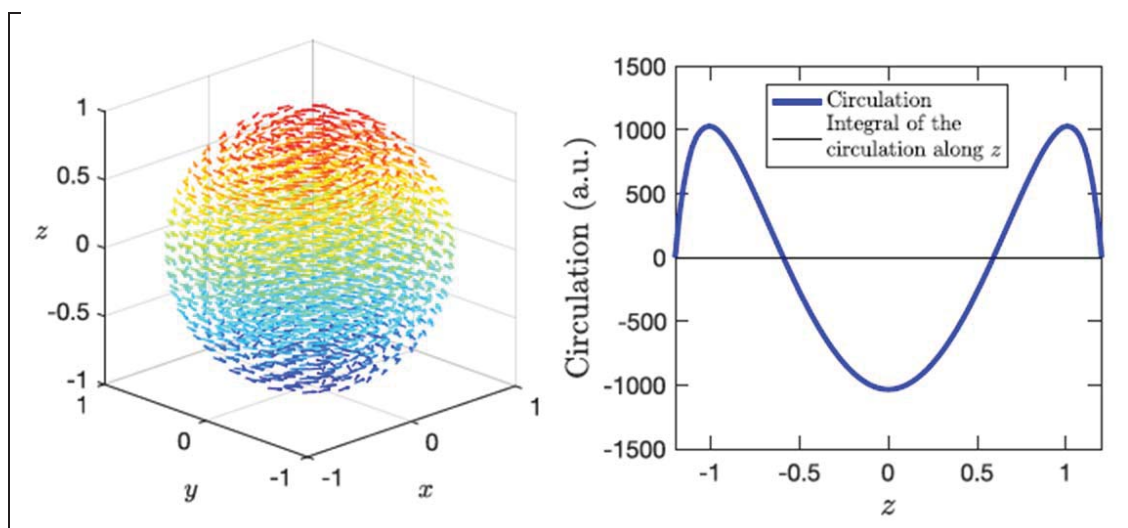 1
0.5
z
0
-0.5
-1
1
0
-1
-1
0
1
y
x
1500
1000
500
0
-500
-1000
-1500
Circulation (a.u.)
Circulation
Integral of the
circulation along z
-1
-0.5
0
0.5
1
z